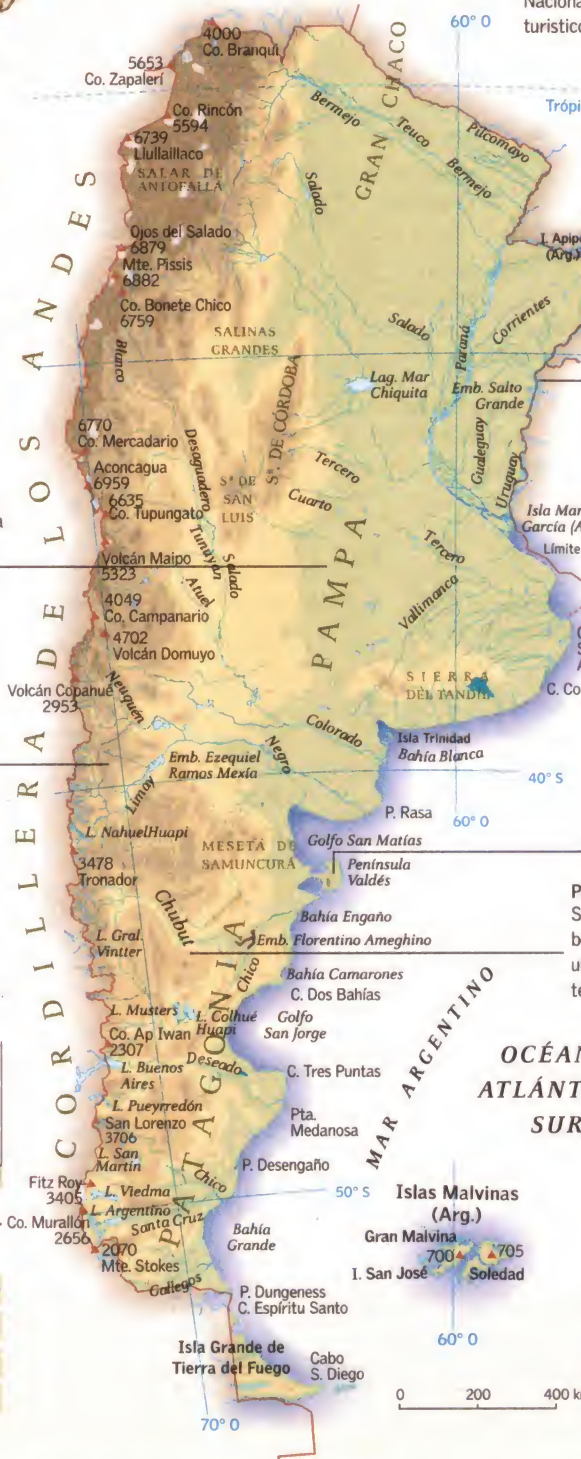 Naciona
turístico
60° O
4000
Co. Branqui
5653
Co. Zapalerí
GRAN CHACO
Trópi
Co. Rincón
5594
Bermejo
Teuco
Pilcomayo
Bermejo
6739
Llullaillaco
SALAR DE
ANTOFALLA
Salado
Ojos del Salado
6879
Mte. Pissis
6882
I. Apipé
(Arg.)
Co. Bonete Chico
6759
Blanco
SALINAS
GRANDES
Salado
Paraná
Corrientes
Lag. Mar
Chiquita
Emb. Salto
Grande
Sª. DE CÓRDOBA
6770
Co. Mercadario
Desaguadero
Gualeguay
Uruguay
Aconcagua
6959
6635
Co. Tupungato
Sª DE
SAN
LUIS
Tercero
Cuarto
Isla Mar
García (A
Límite
Tunuyan
Salado
Tercero
Volcán Maipo
5323
Atuel
PAMPA
Vallimanca
4049
Co. Campanario
4702
Volcán Domuyo
SIERRA
DEL TANDIL
C. Co
Volcán Copahué
2953
Neuquén
Colorado
Isla Trinidad
Bahía Blanca
Negro
Emb. Ezequiel
Ramos Mexía
Limay
40° S
P. Rasa
60° O
L. NahuelHuapi
MESETA DE
SAMUNCURÁ
Golfo San Matías
3478
Tronador
Península
Valdés
Chubut
Bahía Engaño
L. Gral.
Vintter
Emb. Florentino Ameghino
Chico
Bahía Camarones
C. Dos Bahías
P
S
b
u
te
L. Musters
L. Colhué
Huapi
Golfo
San Jorge
Co. Ap Iwan
2307
Deseado
L. Buenos
Aires
C. Tres Puntas
MAR ARGENTINO
OCÉAN
ATLÁNT
SUR
L. Pueyrredón
San Lorenzo
3706
Pta.
Medanosa
L. San
Martín
PATAGONIA
Chico
P. Desengaño
Fitz Roy
3405
L. Viedma
50° S
L. Argentino
Santa Cruz
Co. Murallón
2656
Bahía
Grande
2070
Mte. Stokes
Islas Malvinas
(Arg.)
Gran Malvina
700
705
I. San José
Soledad
Gallegos
P. Dungeness
C. Espíritu Santo
60° O
Isla Grande de
Tierra del Fuego
Cabo
S. Diego
0 200 400 km
70° O
CORDILLERA DE LOS ANDES